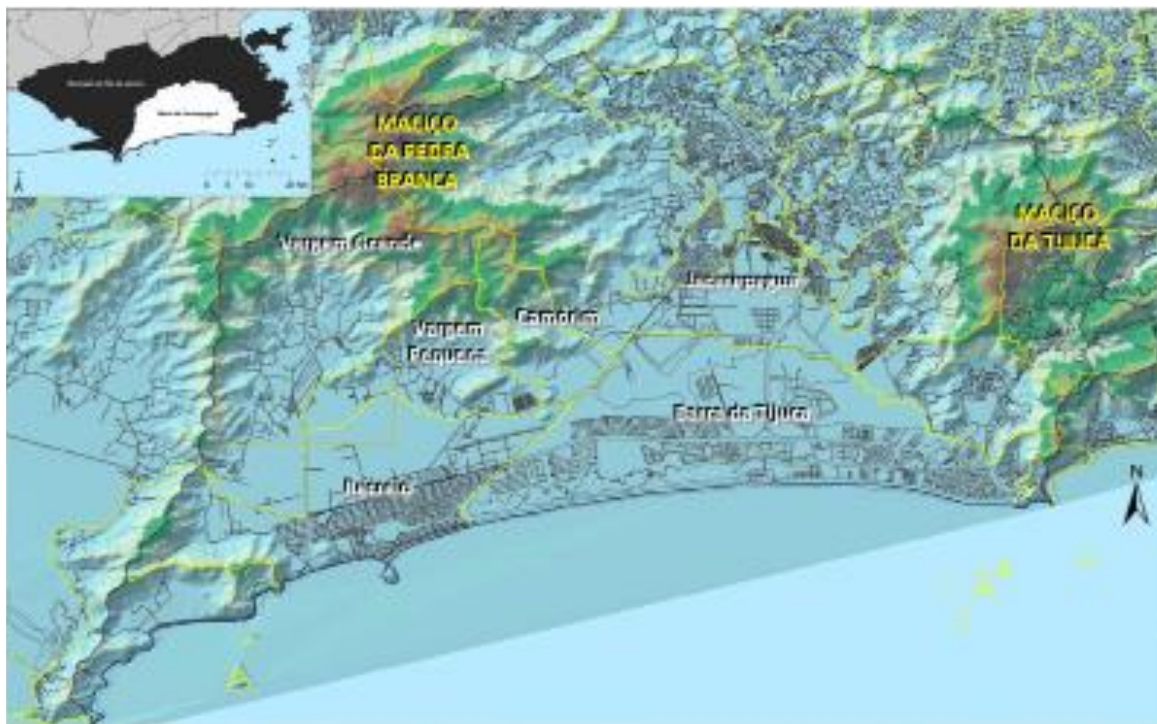 MACIÇO
DA PEDRA
BRANCA
MACIÇO
DA TIJUCA
Vargem Grande
Jacarepaguá
Vargem
Pequena
Camorim
Barra da Tijuca
Recreio
N